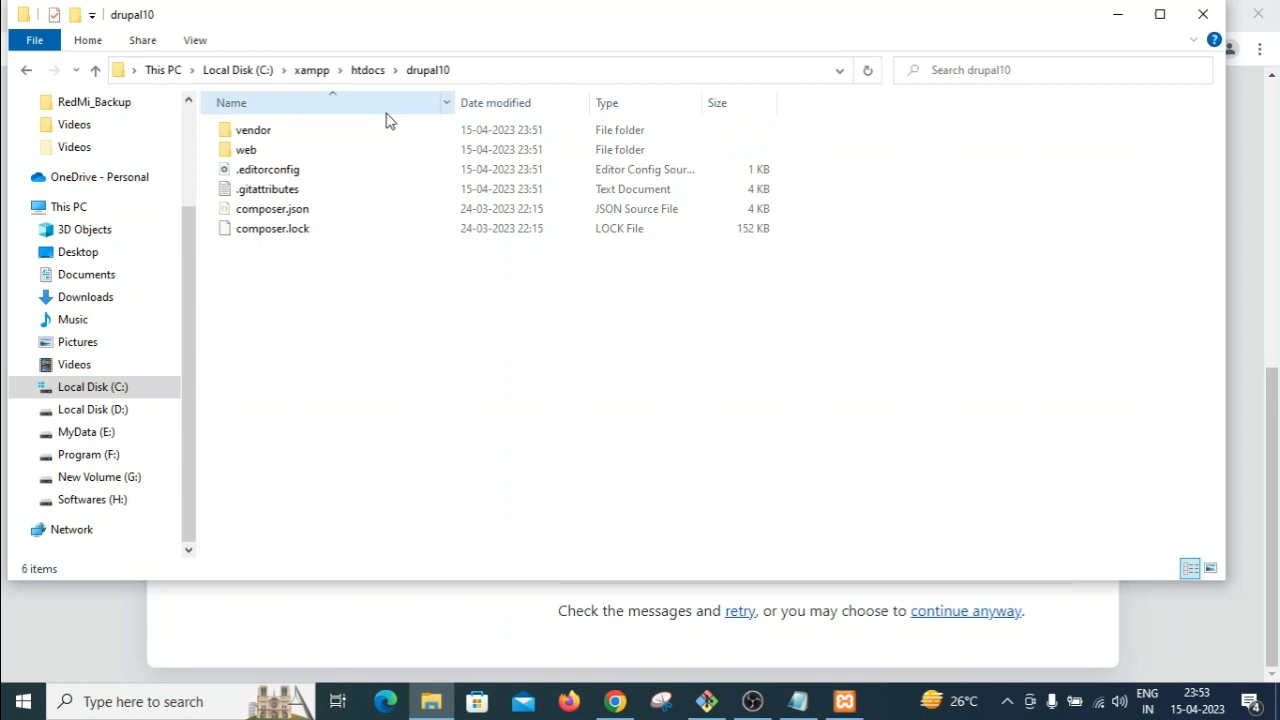 drupal10
File Home Share View
This PC Local Disk (C:) xampp htdocs drupal10
Search drupal10
Name Date modified Type Size
RedMi_Backup
Videos
Videos
OneDrive - Personal
This PC
3D Objects
Desktop
Documents
Downloads
Music
Pictures
Videos
Local Disk (C:)
Local Disk (D:)
MyData (E:)
Program (F:)
New Volume (G:)
Softwares (H:)
Network
vendor 15-04-2023 23:51 File folder
web 15-04-2023 23:51 File folder
.editorconfig 15-04-2023 23:51 Editor Config Sour... 1 KB
.gitattributes 15-04-2023 23:51 Text Document 4 KB
composer.json 24-03-2023 22:15 JSON Source File 4 KB
composer.lock 24-03-2023 22:15 LOCK File 152 KB
6 items
Check the messages and retry, or you may choose to continue anyway.
Type here to search
26°C
ENG
IN
23:53
15-04-2023
4